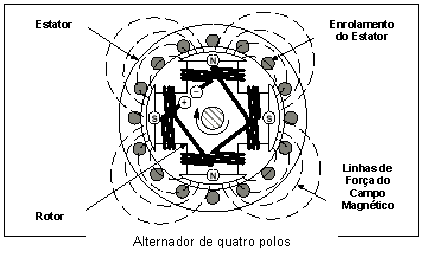 Estator
Enrolamento
do Estator
N
+
−
S
S
N
Rotor
Linhas de
Força do
Campo
Magnético
Alternador de quatro polos